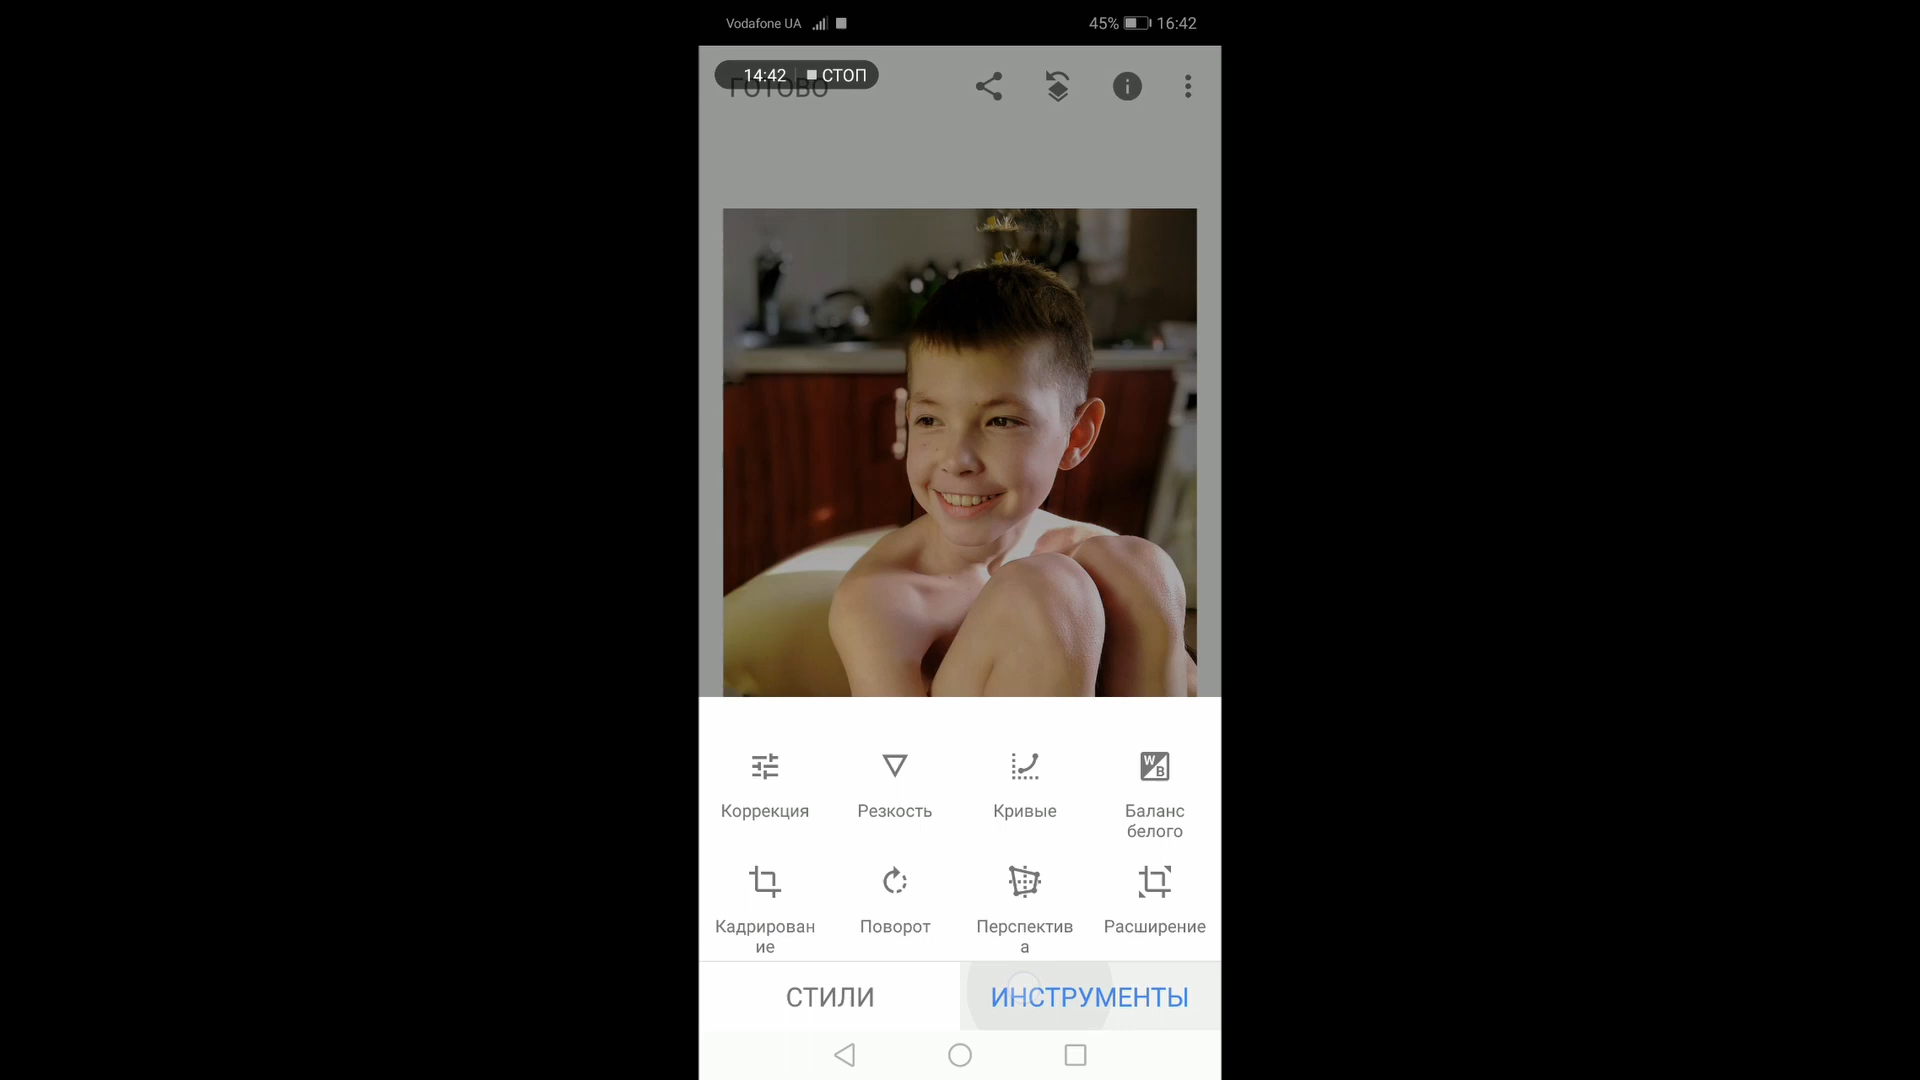 Vodafone UA 45% 16:42
14:42 СТОП
ГОТОВО
Коррекция Резкость Кривые Баланс белого
Кадрирован
ие Поворот Перспектив
а Расширение
СТИЛИ ИНСТРУМЕНТЫ